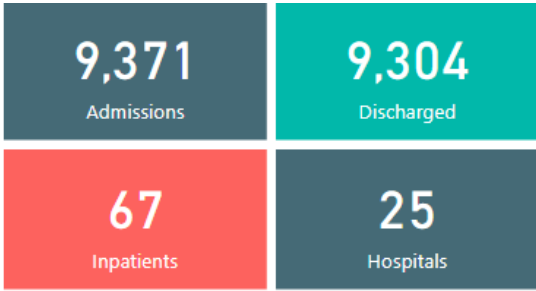 9,371
Admissions
9,304
Discharged
67
Inpatients
25
Hospitals